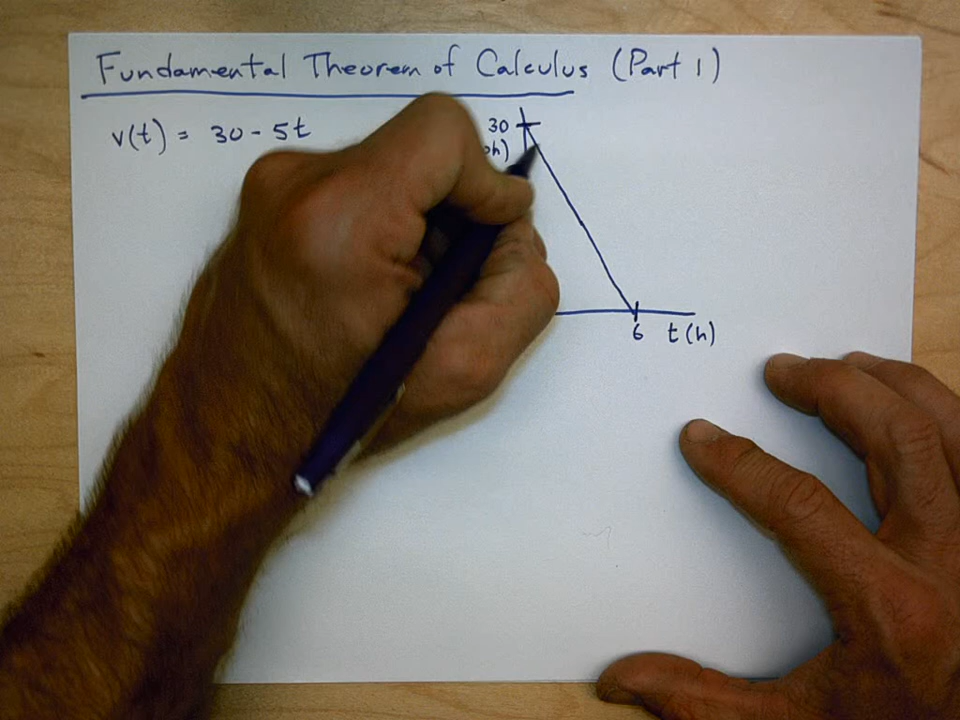 Fundamental Theorem of Calculus (Part 1)
v(t) = 30 - 5t
30
6 t(h)